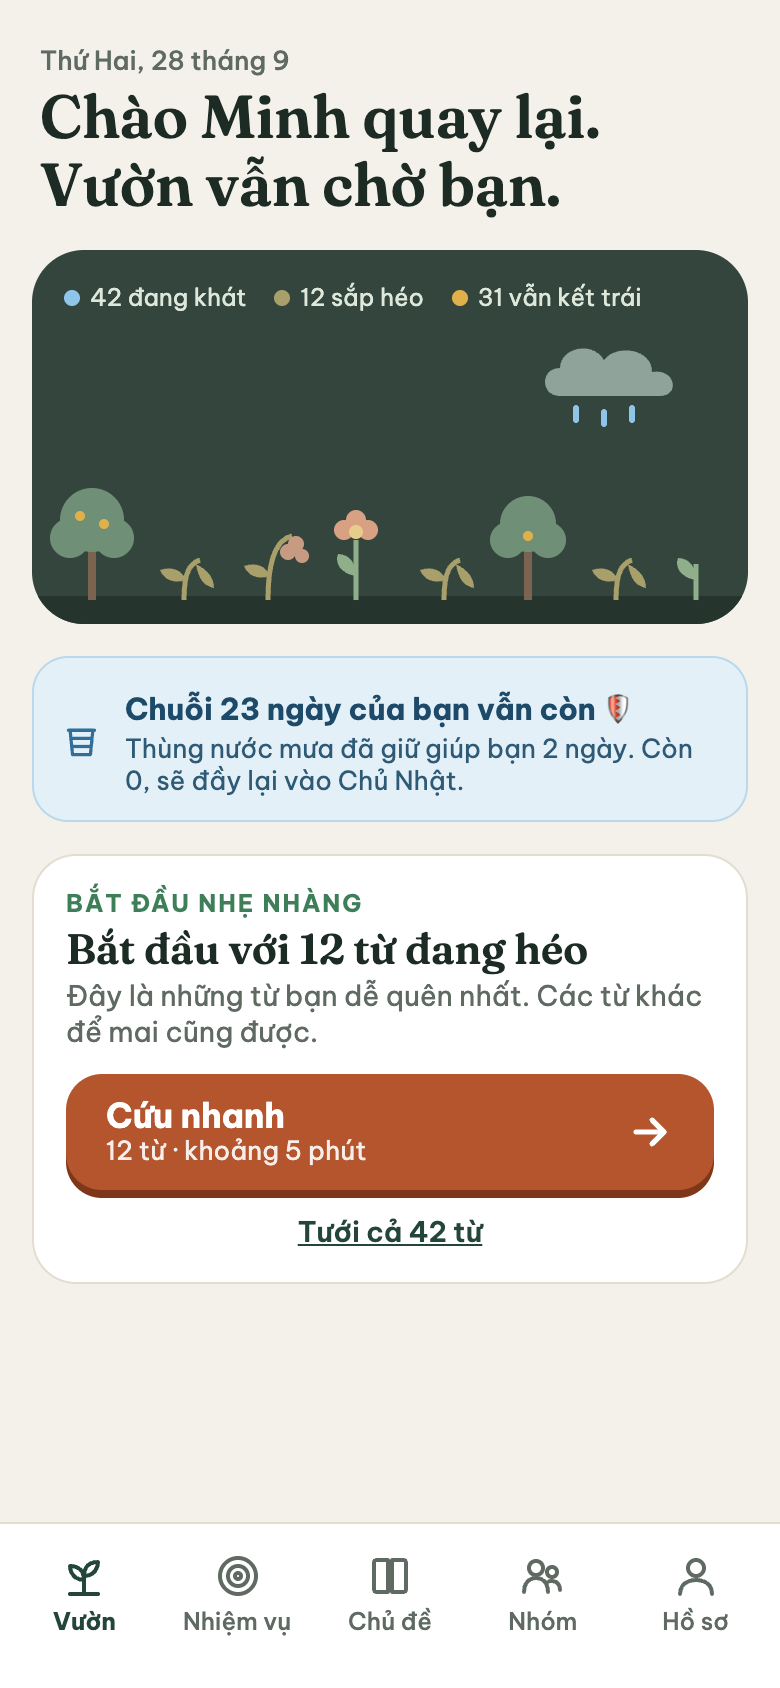 Thứ Hai, 28 tháng 9
Chào Minh quay lại.
Vườn vẫn chờ bạn.
42 đang khát 12 sắp héo 31 vẫn kết trái
Chuỗi 23 ngày của bạn vẫn còn 🛡️
Thùng nước mưa đã giữ giúp bạn 2 ngày. Còn
0, sẽ đầy lại vào Chủ Nhật.
BẮT ĐẦU NHẸ NHÀNG
Bắt đầu với 12 từ đang héo
Đây là những từ bạn dễ quên nhất. Các từ khác
để mai cũng được.
Cứu nhanh
12 từ · khoảng 5 phút
Tưới cả 42 từ
Vườn Nhiệm vụ Chủ đề Nhóm Hồ sơ